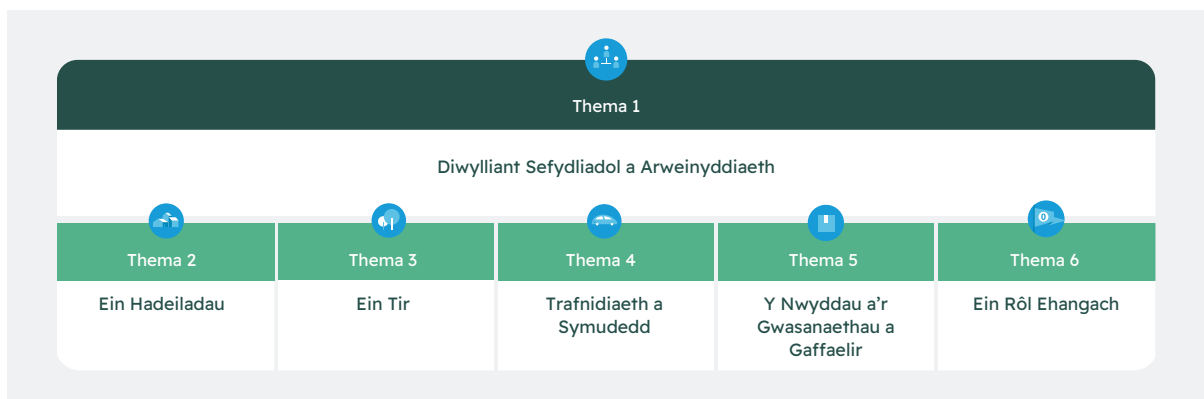 Thema 1
Diwylliant Sefydliadol a Arweinyddiaeth
Thema 2
Ein Hadeiladau
Thema 3
Ein Tir
Thema 4
Trafnidiaeth a
Symudedd
Thema 5
Y Nwyddau a’r
Gwasanaethau a
Gaffaelir
Thema 6
Ein Rôl Ehangach